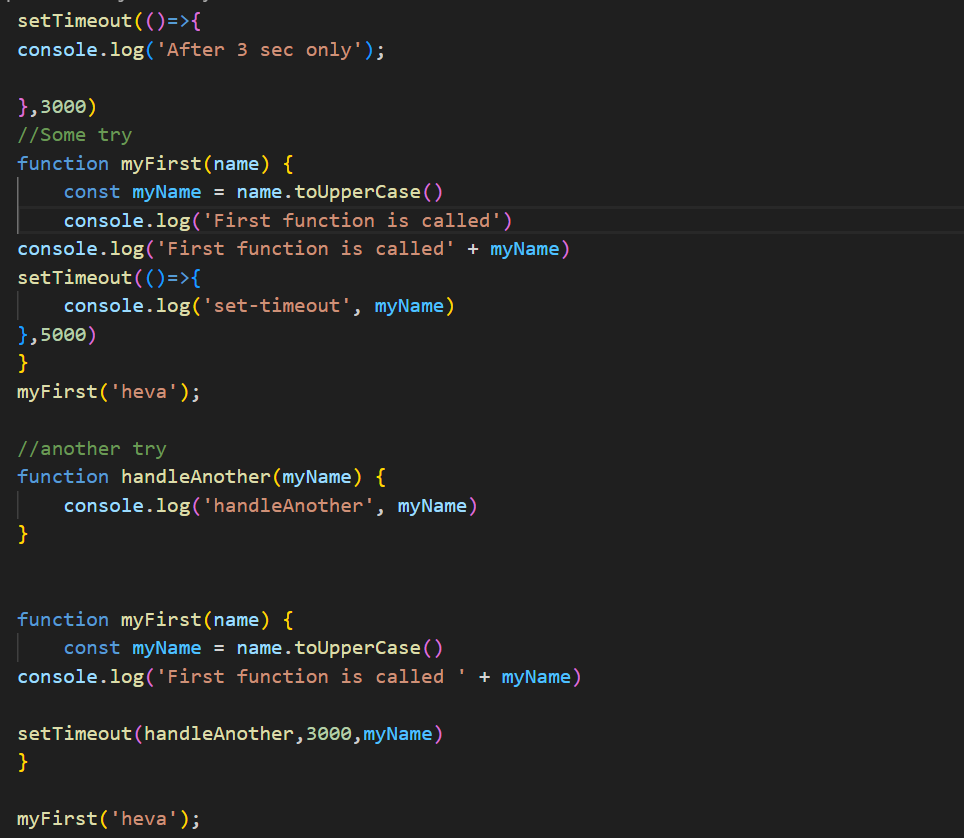 setTimeout(()=>{
console.log('After 3 sec only');
},3000)
//Some try
function myFirst(name) {
    const myName = name.toUpperCase()
    console.log('First function is called')
console.log('First function is called' + myName)
setTimeout(()=>{
    console.log('set-timeout', myName)
},5000)
}
myFirst('heva');
//another try
function handleAnother(myName) {
    console.log('handleAnother', myName)
}
function myFirst(name) {
    const myName = name.toUpperCase()
console.log('First function is called ' + myName)
setTimeout(handleAnother,3000,myName)
}
myFirst('heva');